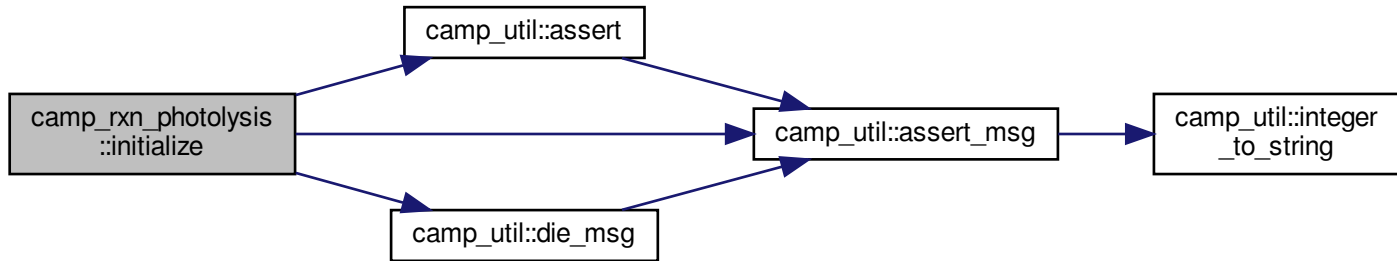 camp_rxn_photolysis
::initialize
camp_util::assert
camp_util::die_msg
camp_util::assert_msg
camp_util::integer
_to_string